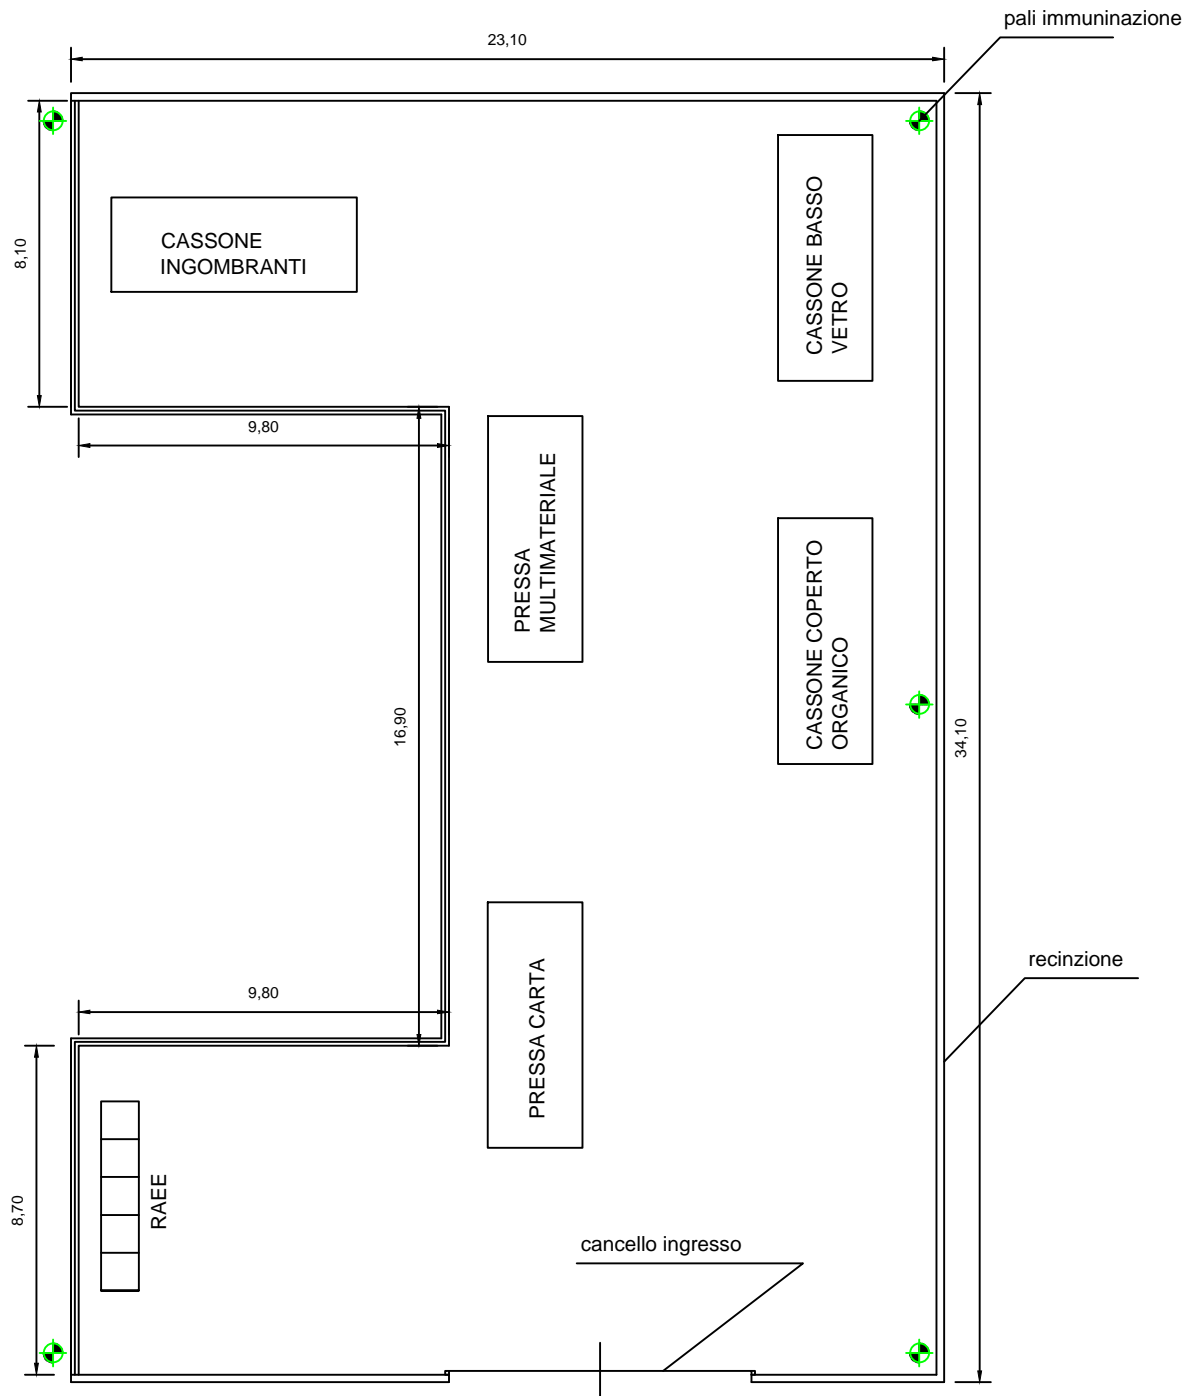 pali immuninazione
23,10
8,10
CASSONE
INGOMBRANTI
CASSONE BASSO
VETRO
9,80
PRESSA
MULTIMATERIALE
CASSONE COPERTO
ORGANICO
16,90
34,10
recinzione
9,80
PRESSA CARTA
8,70
RAEE
cancello ingresso